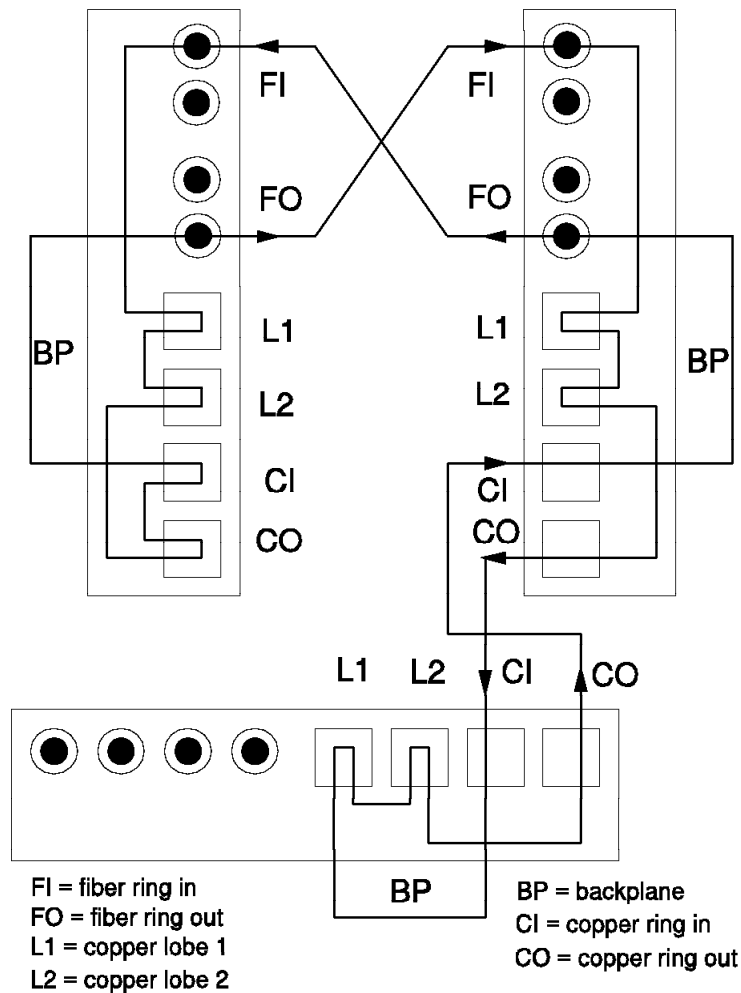 FI
FI
FO
FO
L1
L1
BP
BP
L2
L2
CI
CI
CO
CO
L1
L2
CI
CO
BP
FI = fiber ring in
FO = fiber ring out
L1 = copper lobe 1
L2 = copper lobe 2
BP = backplane
CI = copper ring in
CO = copper ring out